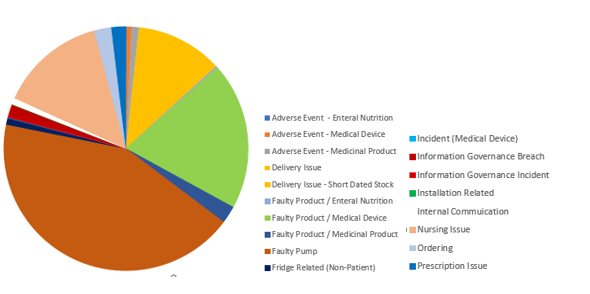 Adverse Event - Enteral Nutrition
Adverse Event - Medical Device
Adverse Event - Medicinal Product
Delivery Issue
Delivery Issue - Short Dated Stock
Faulty Product / Enteral Nutrition
Faulty Product / Medical Device
Faulty Product / Medicinal Product
Faulty Pump
Fridge Related (Non-Patient)
Incident (Medical Device)
Information Governance Breach
Information Governance Incident
Installation Related
Internal Commuication
Nursing Issue
Ordering
Prescription Issue